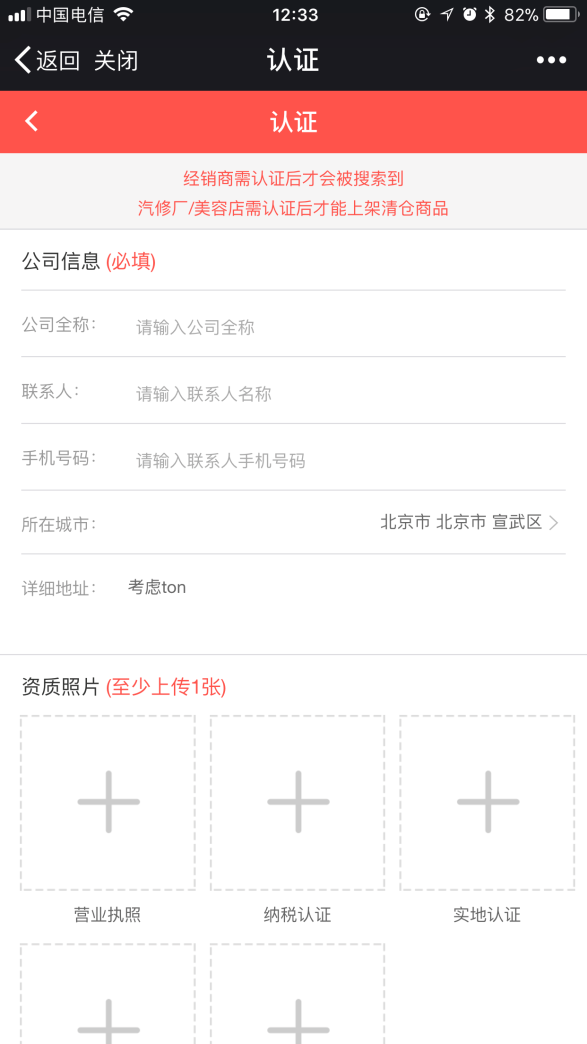 中国电信 12:33 82%
返回 关闭 认证
认证
经销商需认证后才会被搜索到
汽修厂/美容店需认证后才能上架清仓商品
公司信息 (必填)
公司全称: 请输入公司全称
联系人: 请输入联系人名称
手机号码: 请输入联系人手机号码
所在城市: 北京市 北京市 宣武区
详细地址: 考虑ton
资质照片 (至少上传1张)
营业执照 纳税认证 实地认证